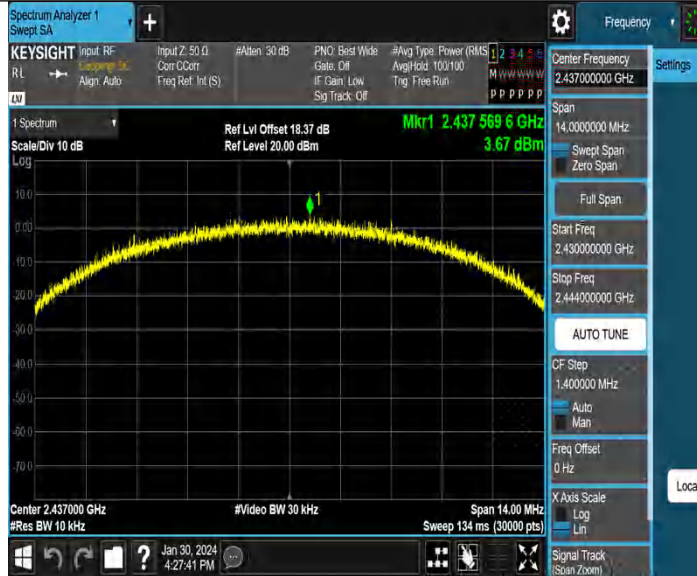 Spectrum Analyzer 1
Swept SA
+
Frequency
KEYSIGHT
RL
Input: RF
Coupling: DC
Align: Auto
Input Z: 50 Ω
Corr CCorr
Freq Ref: Int (S)
#Atten: 30 dB
PNO: Best Wide
Gate: Off
IF Gain: Low
Sig Track: Off
#Avg Type: Power (RMS
Avg|Hold: 100/100
Trig: Free Run
1 2 3 4 5 6
M W W W W W
P P P P P P
1 Spectrum
Scale/Div 10 dB
Log
Ref Lvl Offset 18.37 dB
Ref Level 20.00 dBm
Mkr1 2.437 569 6 GHz
3.67 dBm
1
10.0
0.00
-10.0
-20.0
-30.0
-40.0
-50.0
-60.0
-70.0
Center 2.437000 GHz
#Res BW 10 kHz
#Video BW 30 kHz
Span 14.00 MHz
Sweep 134 ms (30000 pts)
?
Jan 30, 2024
4:27:41 PM
Center Frequency
2.437000000 GHz
Settings
Span
14.0000000 MHz
Swept Span
Zero Span
Full Span
Start Freq
2.430000000 GHz
Stop Freq
2.444000000 GHz
AUTO TUNE
CF Step
1.400000 MHz
Auto
Man
Freq Offset
0 Hz
X Axis Scale
Log
Lin
Loca
Signal Track
(Span Zoom)